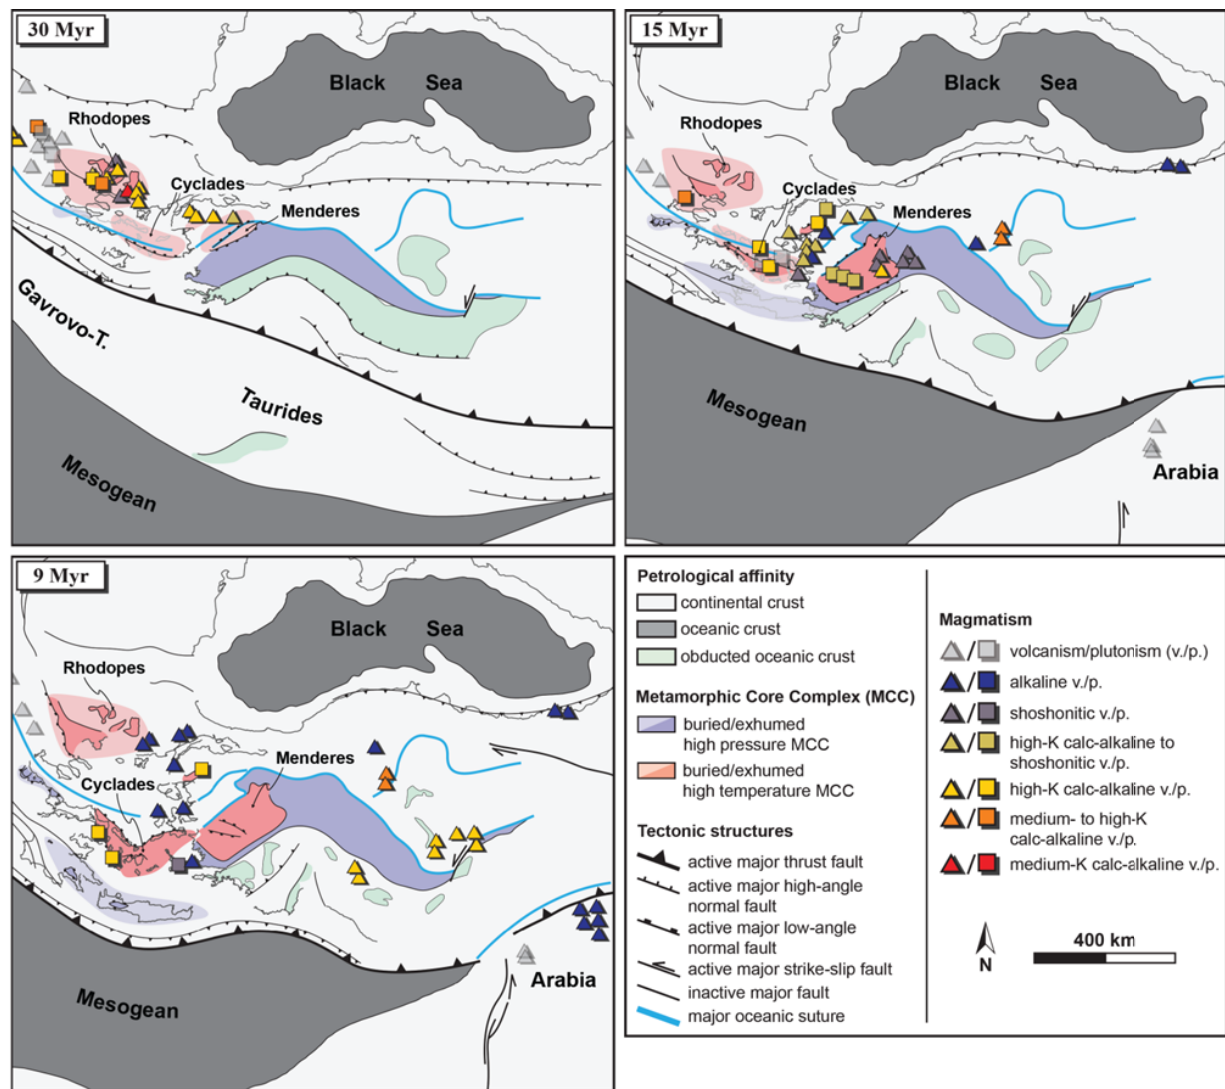 30 Myr
Black Sea
Rhodopes
Cyclades
Menderes
Gavrovo-T.
Taurides
Mesogean
15 Myr
Black Sea
Rhodopes
Cyclades
Menderes
Mesogean
Arabia
9 Myr
Black Sea
Rhodopes
Menderes
Cyclades
Mesogean
Arabia
Petrological affinity
continental crust
oceanic crust
obducted oceanic crust
Metamorphic Core Complex (MCC)
buried/exhumed
high pressure MCC
buried/exhumed
high temperature MCC
Tectonic structures
active major thrust fault
active major high-angle
normal fault
active major low-angle
normal fault
active major strike-slip fault
inactive major fault
major oceanic suture
Magmatism
volcanism/plutonism (v./p.)
alkaline v./p.
shoshonitic v./p.
high-K calc-alkaline to
shoshonitic v./p.
high-K calc-alkaline v./p.
medium- to high-K
calc-alkaline v./p.
medium-K calc-alkaline v./p.
N
400 km